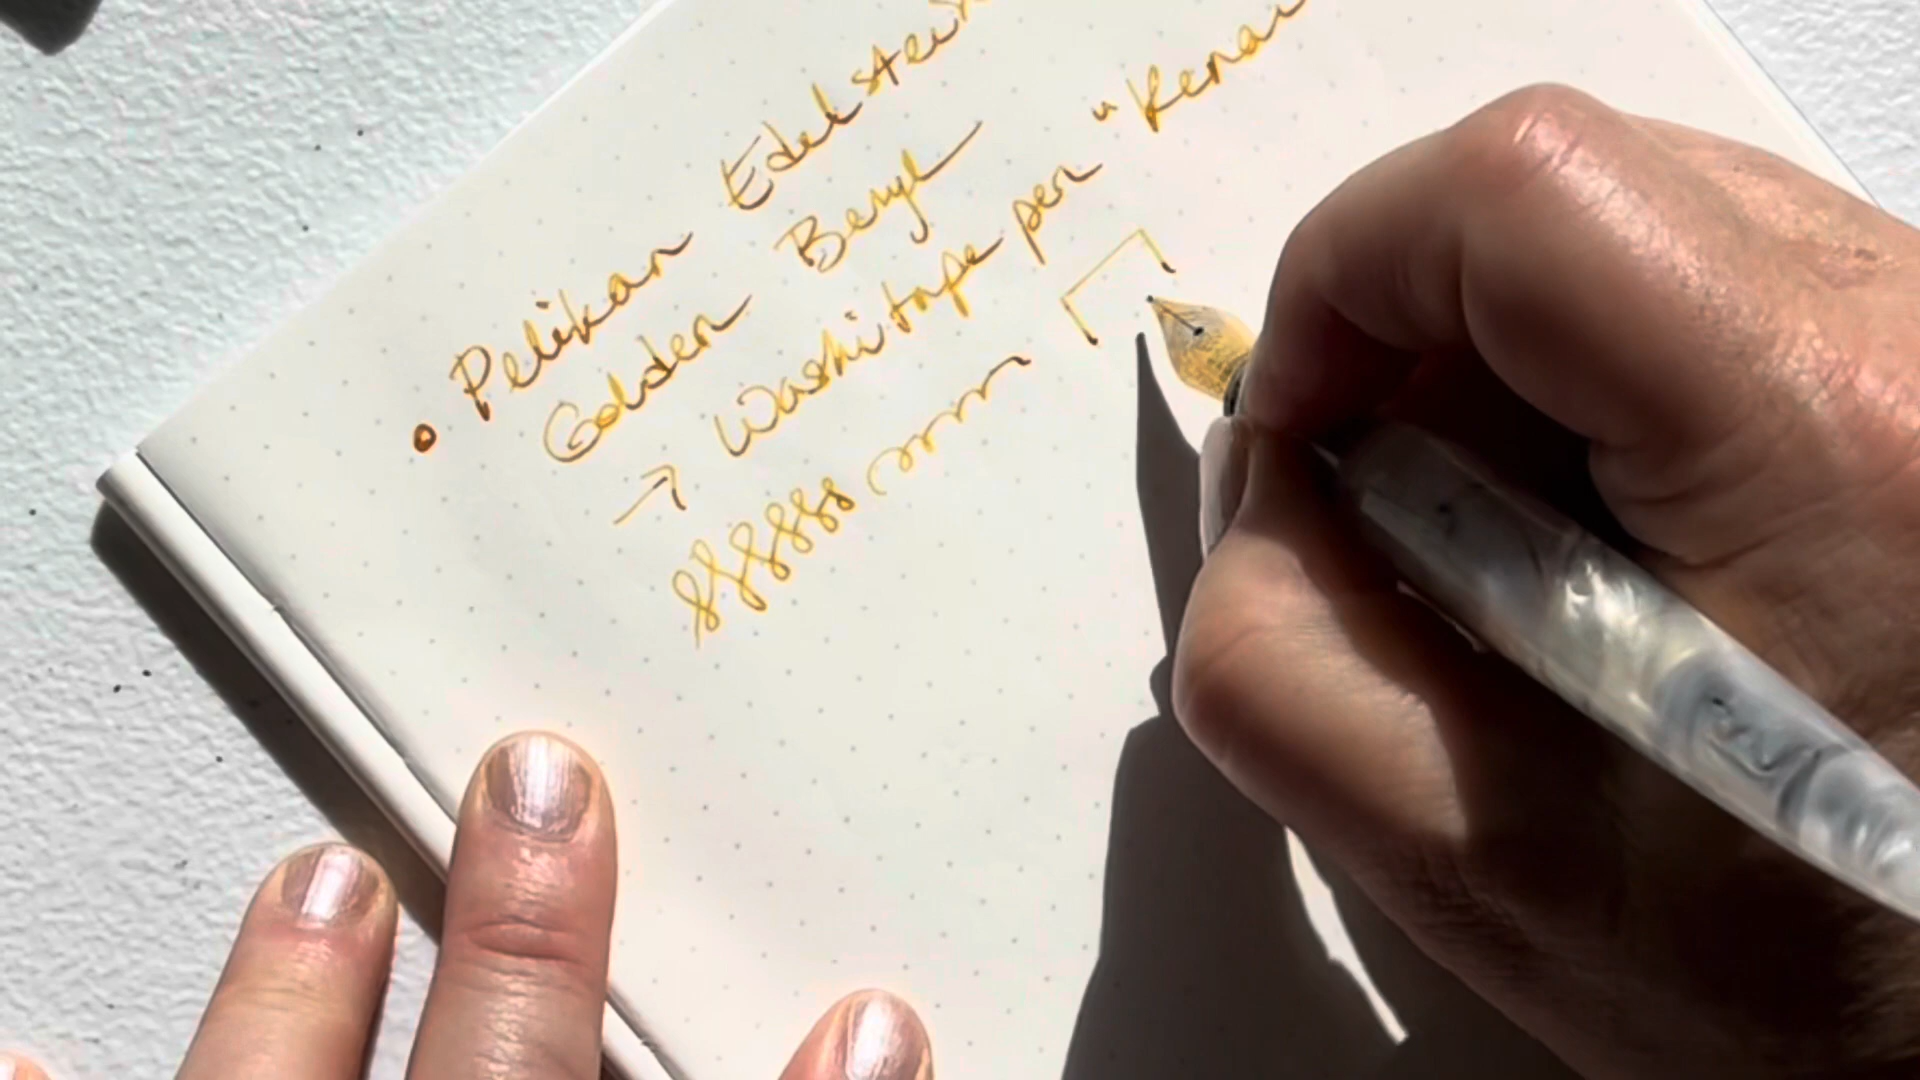 • Pelikan Edelstein
Golden Beryl
→ Washi tape pen "Kenai